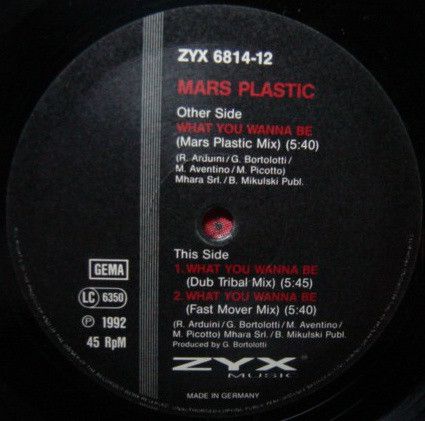 ZYX 6814-12
MARS PLASTIC
Other Side
WHAT YOU WANNA BE
(Mars Plastic Mix) (5:40)
(R. Arduini/G. Bortolotti/
M. Aventino/M. Picotto)
Mhara Srl./B. Mikulski Publ.
This Side
1. WHAT YOU WANNA BE
(Dub Tribal Mix) (5:45)
2. WHAT YOU WANNA BE
(Fast Mover Mix) (5:40)
(R. Arduini/G. Bortolotti/M. Aventino/
M. Picotto) Mhara Srl./B. Mikulski Publ.
Produced by G. Bortolotti
GEMA
LC 6350
℗ 1992
45 RpM
ZYX
MUSIC
MADE IN GERMANY